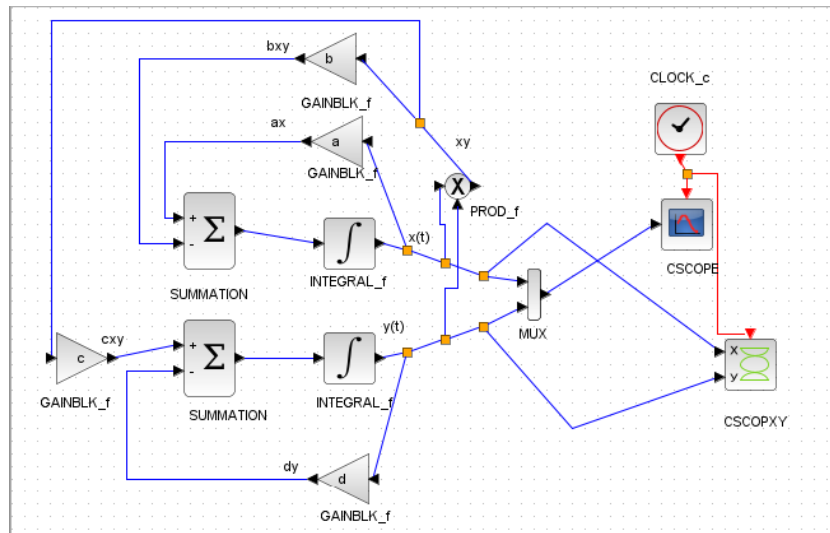 bxy
b
GAINBLK_f
CLOCK_c
ax
a
GAINBLK_f
xy
X
PROD_f
+
-
Σ
∫
x(t)
SUMMATION
INTEGRAL_f
CSCOPE
MUX
y(t)
cxy
c
GAINBLK_f
+
-
Σ
∫
SUMMATION
INTEGRAL_f
X
y
CSCOPXY
dy
d
GAINBLK_f